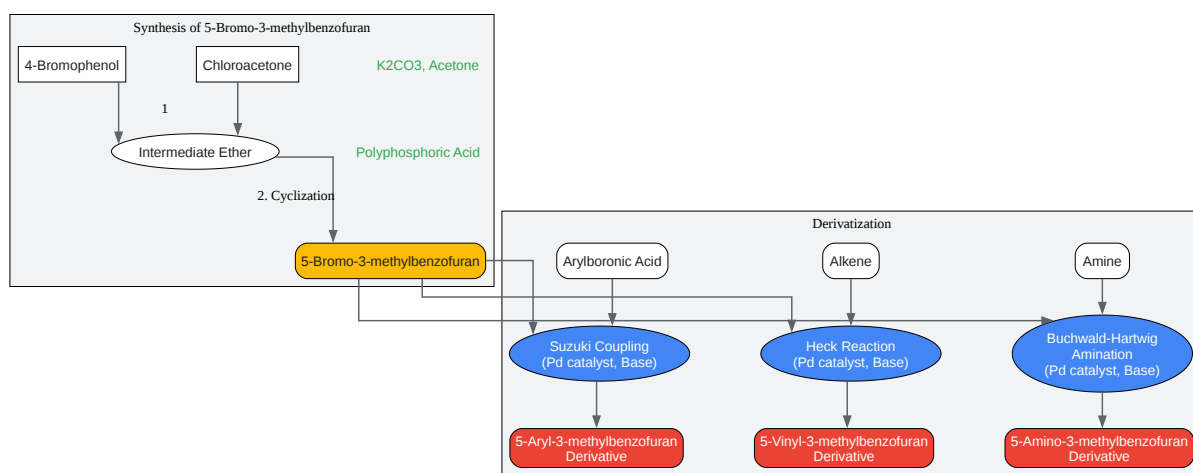 Synthesis of 5-Bromo-3-methylbenzofuran
4-Bromophenol
Chloroacetone
K2CO3, Acetone
1
Intermediate Ether
Polyphosphoric Acid
2. Cyclization
5-Bromo-3-methylbenzofuran
Derivatization
Arylboronic Acid
Alkene
Amine
Suzuki Coupling
(Pd catalyst, Base)
Heck Reaction
(Pd catalyst, Base)
Buchwald-Hartwig
Amination
(Pd catalyst, Base)
5-Aryl-3-methylbenzofuran
Derivative
5-Vinyl-3-methylbenzofuran
Derivative
5-Amino-3-methylbenzofuran
Derivative